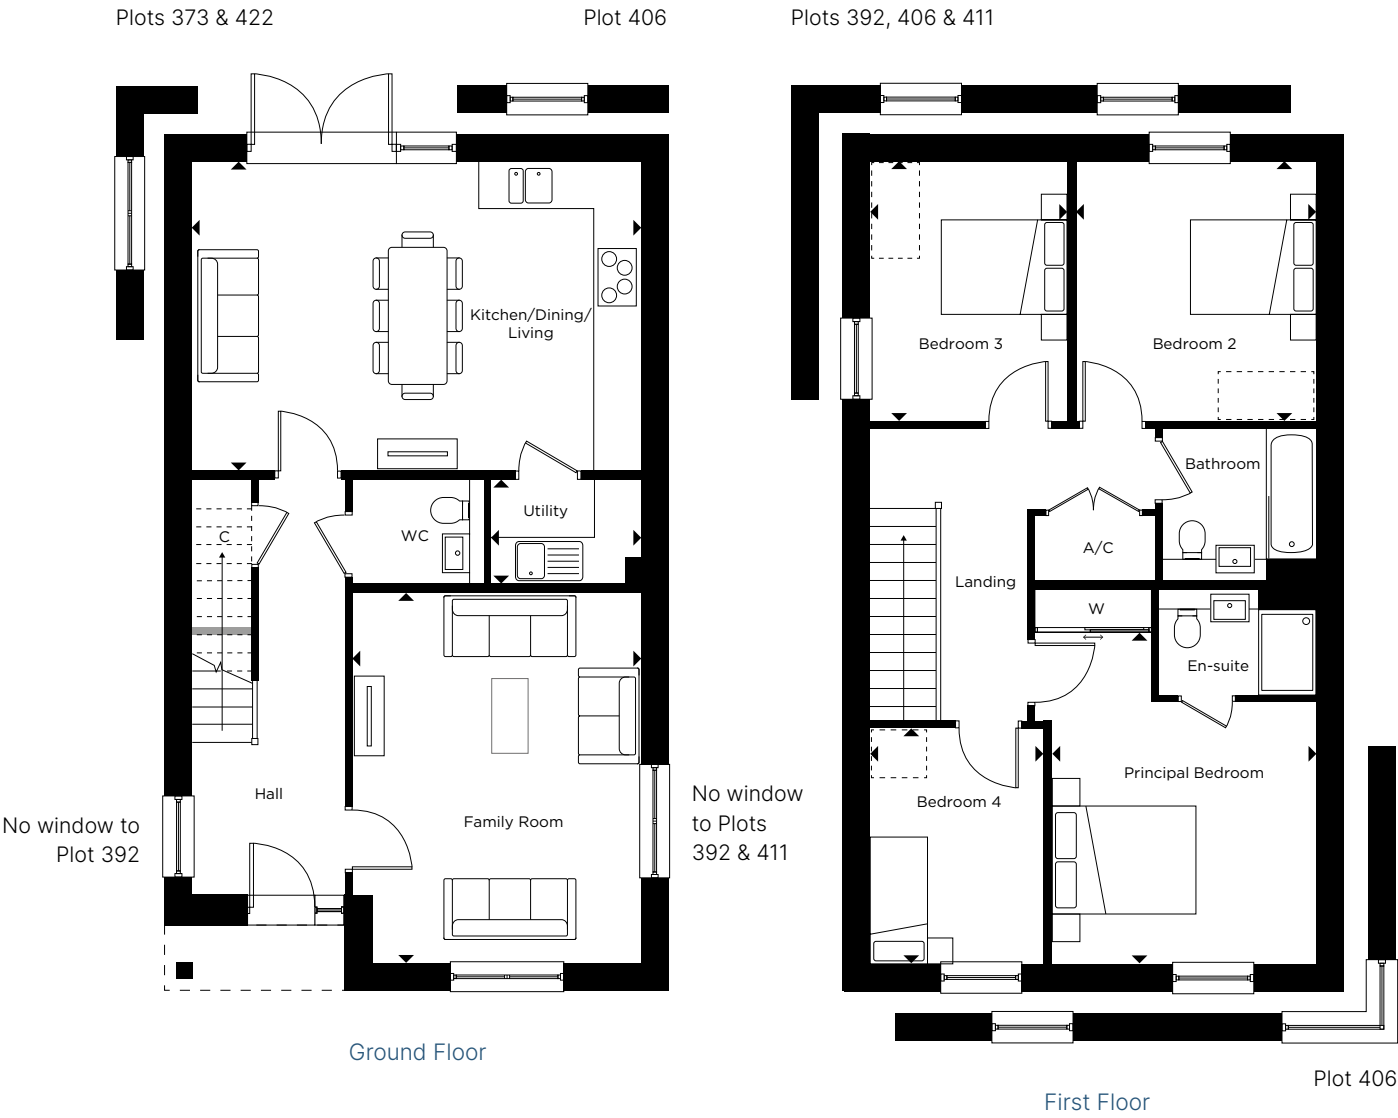 Plots 373 & 422
Plot 406
Plots 392, 406 & 411
Kitchen/Dining/
Living
C
WC
Utility
Hall
Family Room
No window to
Plot 392
No window
to Plots
392 & 411
Ground Floor
Bedroom 3
Bedroom 2
Bathroom
A/C
Landing
W
En-suite
Principal Bedroom
Bedroom 4
Plot 406
First Floor